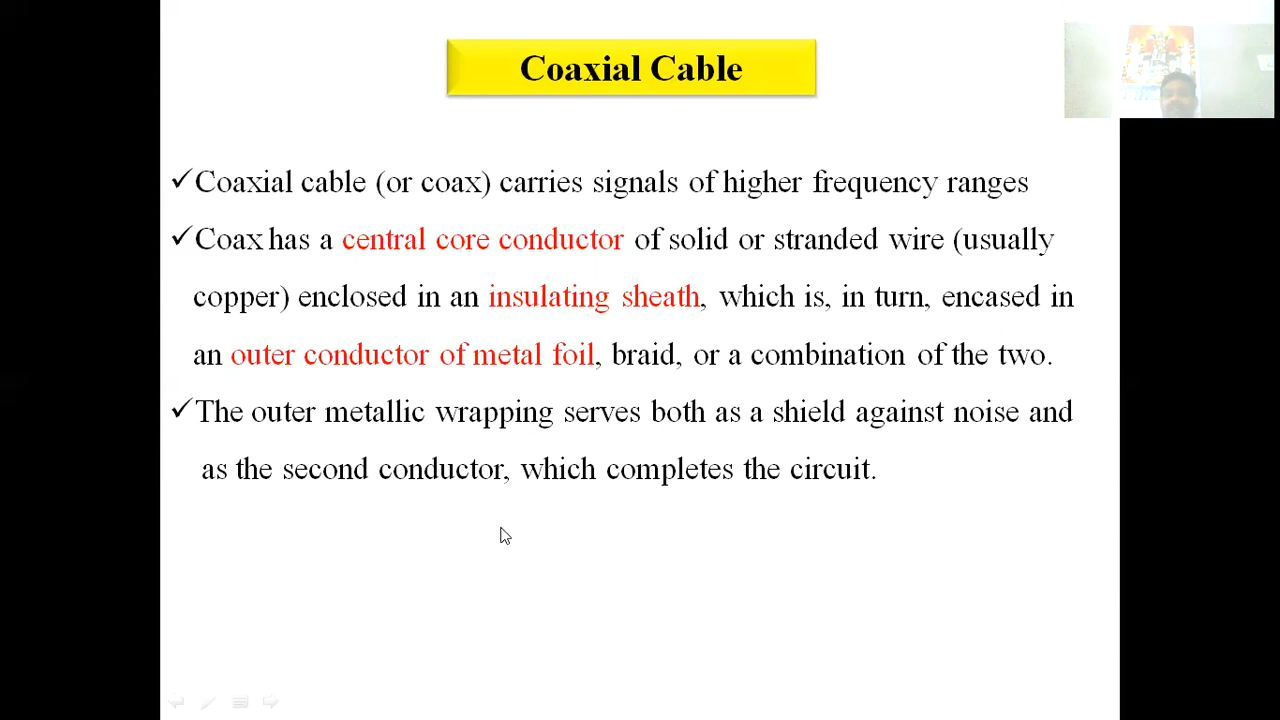 Coaxial Cable
✓Coaxial cable (or coax) carries signals of higher frequency ranges
✓Coax has a central core conductor of solid or stranded wire (usually
copper) enclosed in an insulating sheath, which is, in turn, encased in
an outer conductor of metal foil, braid, or a combination of the two.
✓The outer metallic wrapping serves both as a shield against noise and
as the second conductor, which completes the circuit.